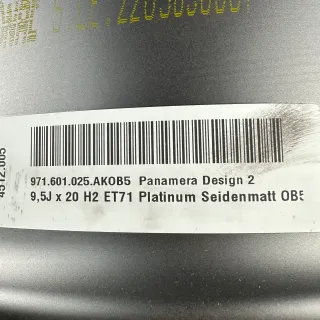 971.601.025.AKOB5 Panamera Design 2
9,5J x 20 H2 ET71 Platinum Seidenmatt OB5
4512.005